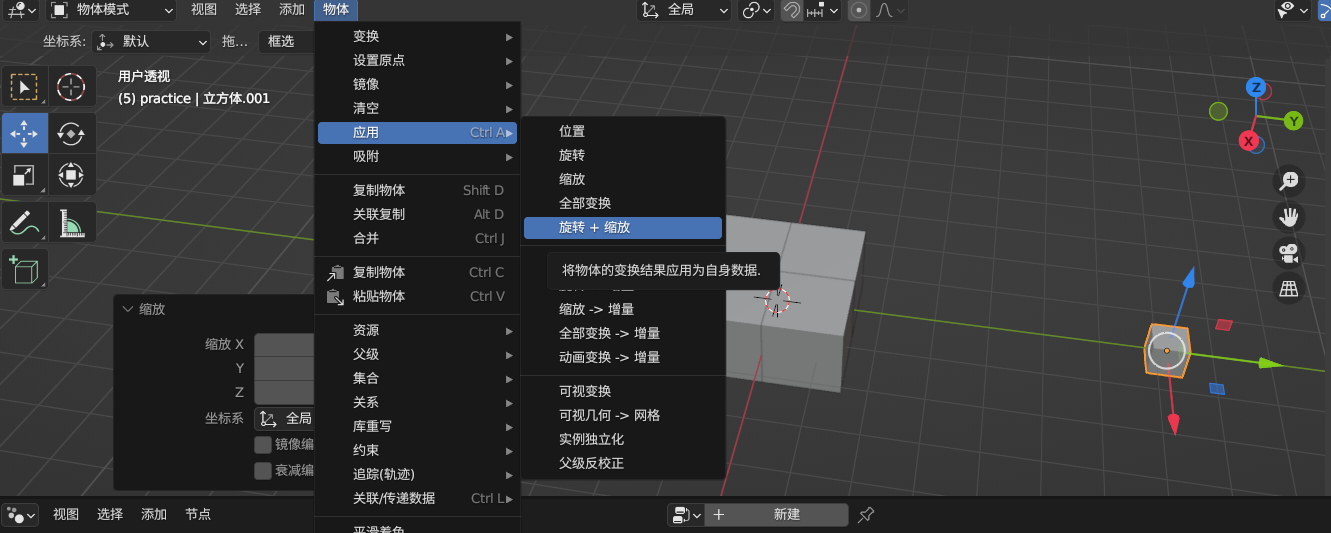 物体模式
视图
选择
添加
物体
全局
坐标系:
默认
拖...
框选
用户透视
(5) practice | 立方体.001
变换
设置原点
镜像
清空
应用 Ctrl A
吸附
复制物体 Shift D
关联复制 Alt D
合并 Ctrl J
复制物体 Ctrl C
粘贴物体 Ctrl V
资源
父级
集合
关系
库重写
约束
追踪(轨迹)
关联/传递数据 Ctrl L
平滑着色
位置
旋转
缩放
全部变换
旋转 + 缩放
将物体的变换结果应用为自身数据.
缩放 -> 增量
全部变换 -> 增量
动画变换 -> 增量
可视变换
可视几何 -> 网格
实例独立化
父级反校正
缩放
缩放 X
Y
Z
坐标系
全局
镜像编
衰减编
Z
Y
X
视图
选择
添加
节点
新建